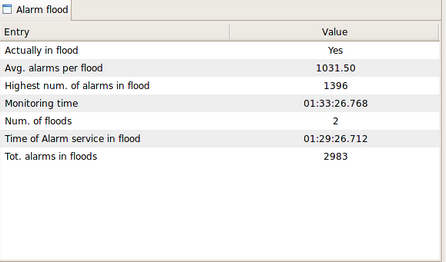 Alarm flood
Entry Value
Actually in flood Yes
Avg. alarms per flood 1031.50
Highest num. of alarms in flood 1396
Monitoring time 01:33:26.768
Num. of floods 2
Time of Alarm service in flood 01:29:26.712
Tot. alarms in floods 2983